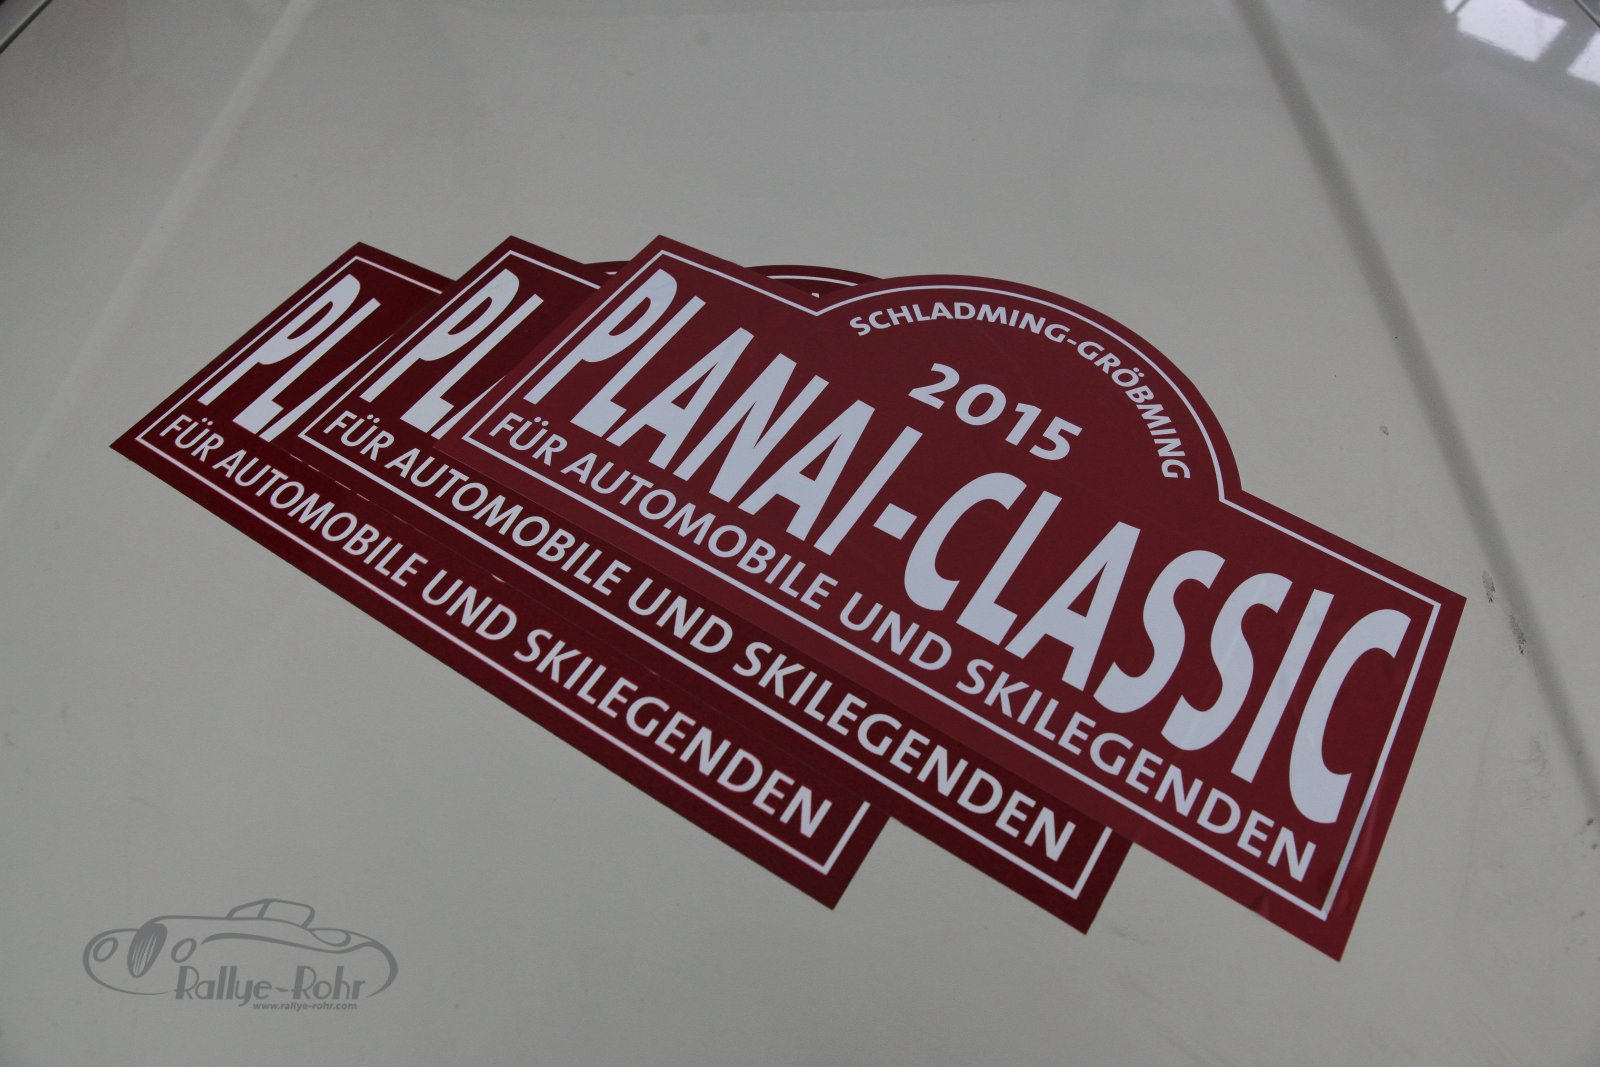 SCHLADMING-GRÖBMING
2015
PLANAI-CLASSIC
FÜR AUTOMOBILE UND SKILEGENDEN
PL
FÜR AUTOMOBILE UND SKILEGENDEN
PL
FÜR AUTOMOBILE UND SKILEGENDEN
Rallye-Rohr
www.rallye-rohr.com